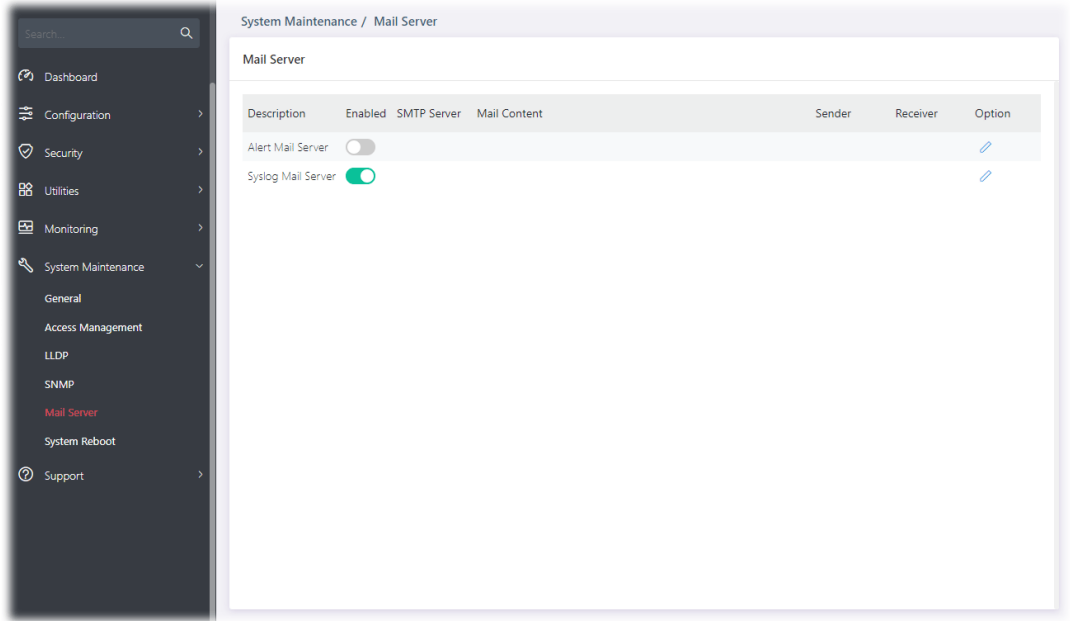 Search...
Dashboard
Configuration
Security
Utilities
Monitoring
System Maintenance
General
Access Management
LLDP
SNMP
Mail Server
System Reboot
Support
System Maintenance / Mail Server
Mail Server
Description Enabled SMTP Server Mail Content Sender Receiver Option
Alert Mail Server
Syslog Mail Server